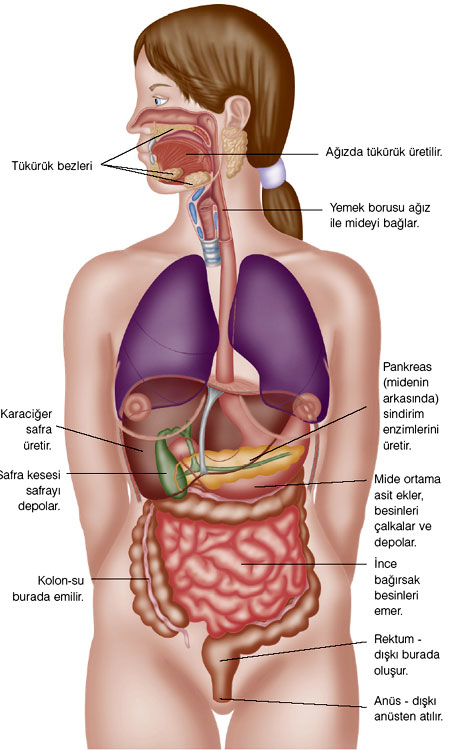 Tükürük bezleri
Ağızda tükürük üretilir.
Yemek borusu ağız
ile mideyi bağlar.
Pankreas
(midenin
arkasında)
sindirim
enzimlerini
üretir.
Karaciğer
safra
üretir.
Safra kesesi
safrayı
depolar.
Mide ortama
asit ekler,
besinleri
çalkalar ve
depolar.
Kolon-su
burada emilir.
İnce
bağırsak
besinleri
emer.
Rektum -
dışkı burada
oluşur.
Anüs - dışkı
anüsten atılır.